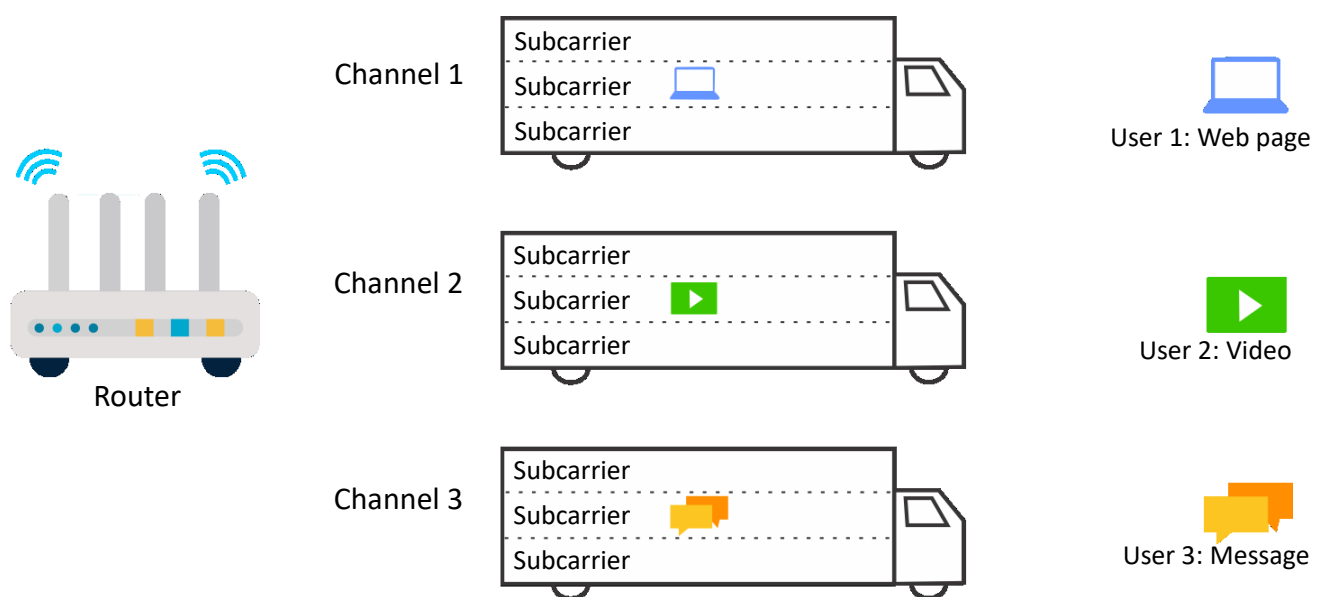 Channel 1
Subcarrier
Subcarrier
Subcarrier
User 1: Web page
Router
Channel 2
Subcarrier
Subcarrier
Subcarrier
User 2: Video
Channel 3
Subcarrier
Subcarrier
Subcarrier
User 3: Message